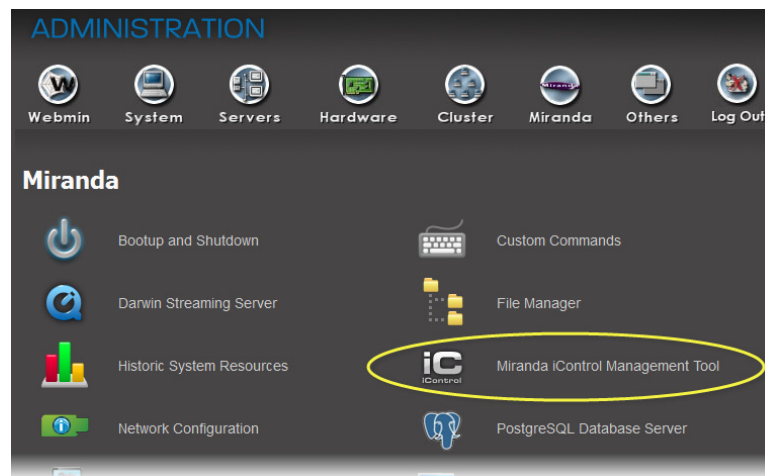 ADMINISTRATION
W
Miranda
Webmin System Servers Hardware Cluster Miranda Others Log Out
Miranda
Bootup and Shutdown
Custom Commands
Darwin Streaming Server
File Manager
Historic System Resources
iC
iControl
Miranda iControl Management Tool
Network Configuration
PostgreSQL Database Server